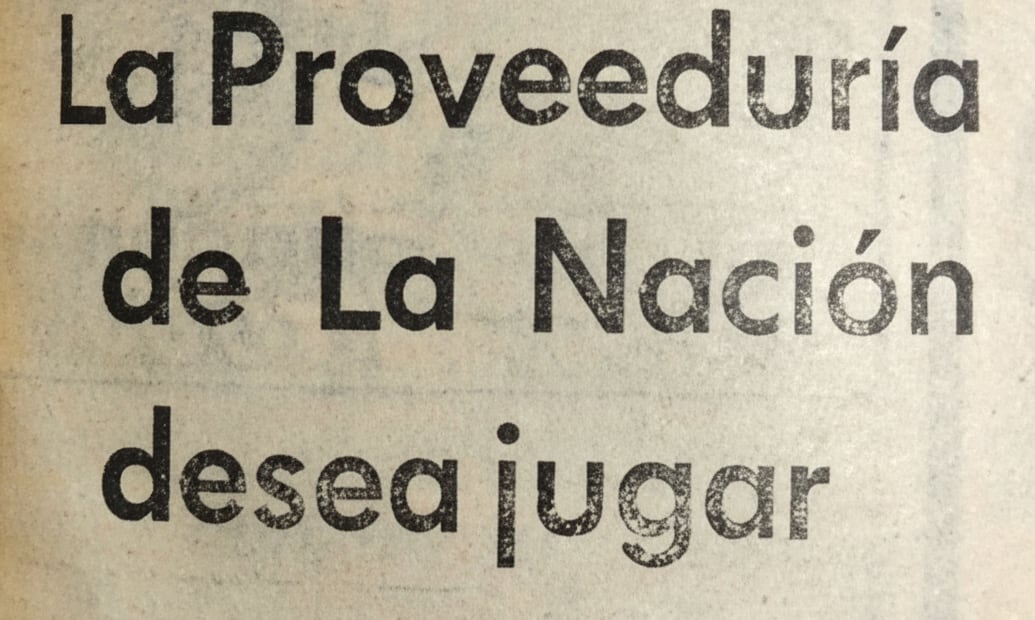 La Proveeduría
de La Nación
desea jugar